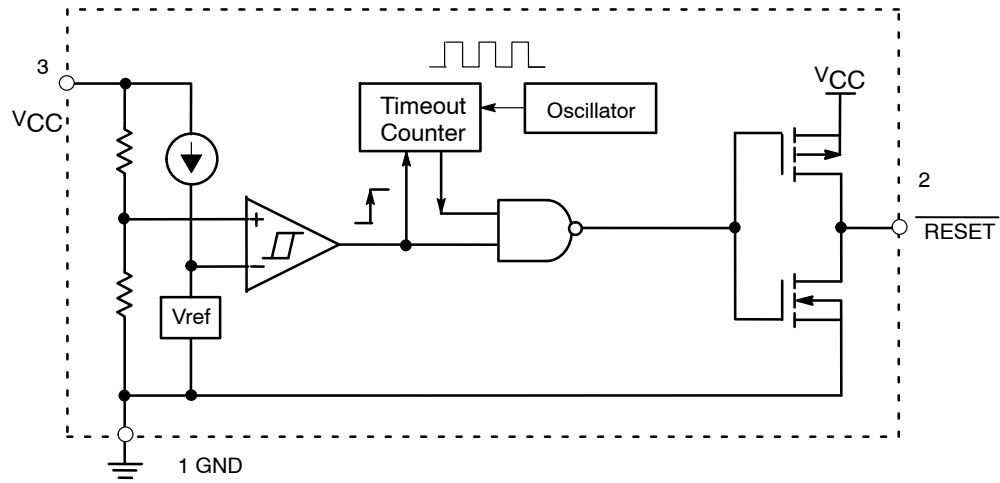 3
VCC
Timeout
Counter
Oscillator
VCC
2
RESET
+
−
Vref
1 GND